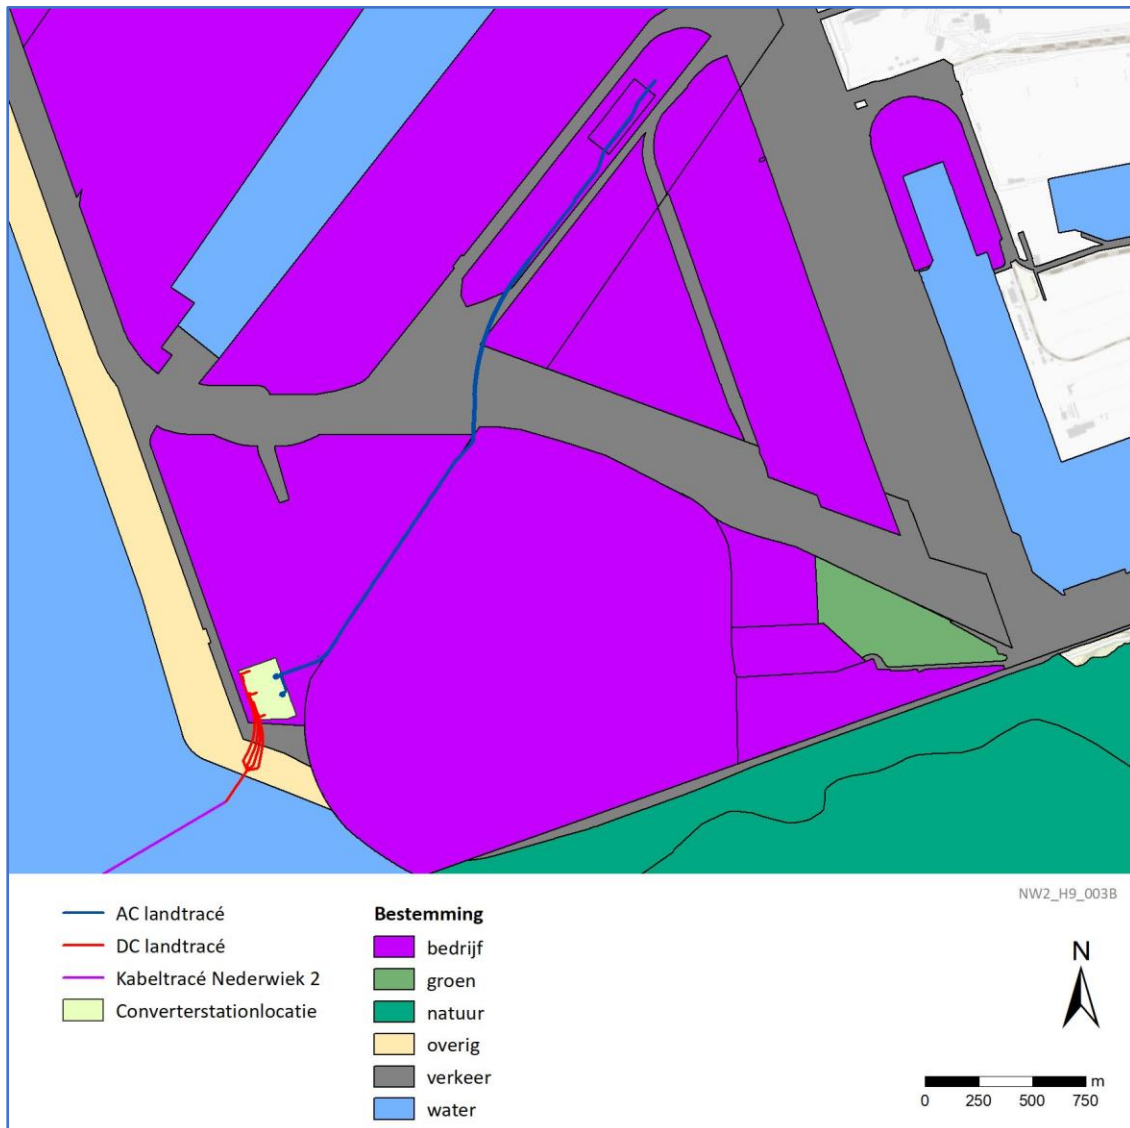 NW2_H9_003B
AC landtracé
DC landtracé
Kabeltracé Nederwiek 2
Converterstationlocatie
Bestemming
bedrijf
groen
natuur
overig
verkeer
water
N
m
0 250 500 750